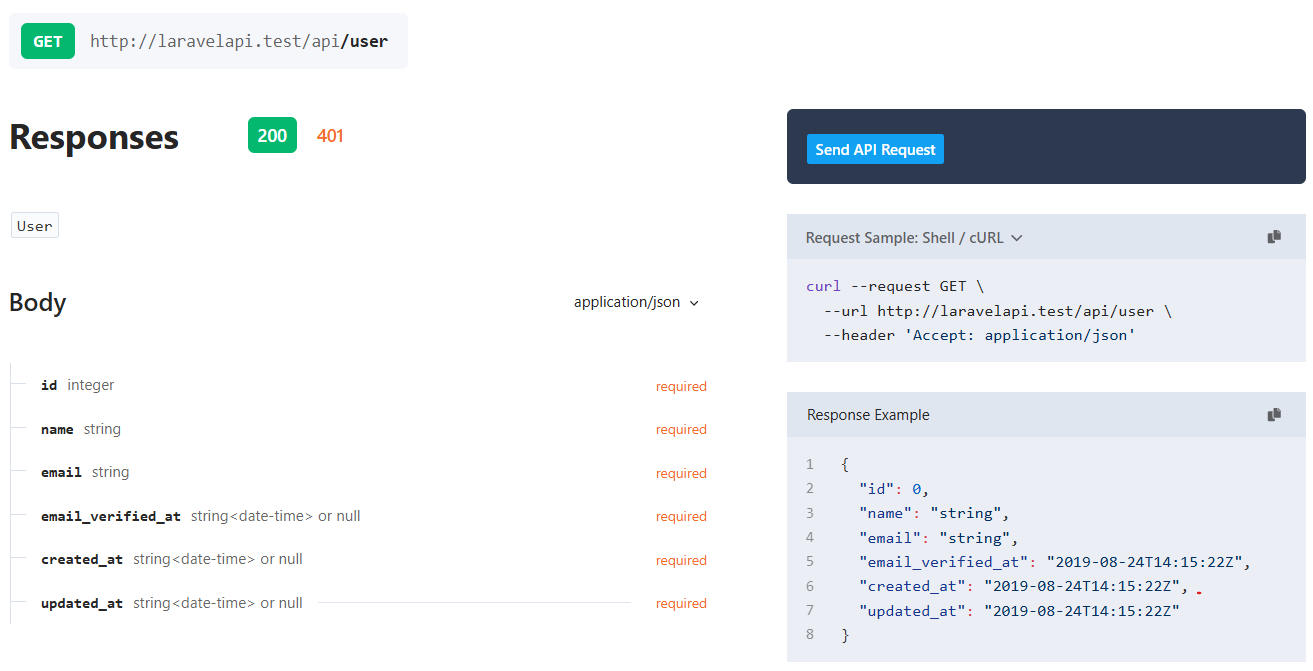 GET http://laravelapi.test/api/user
Responses 200 401
User
Body application/json
id integer required
name string required
email string required
email_verified_at string<date-time> or null required
created_at string<date-time> or null required
updated_at string<date-time> or null required
Send API Request
Request Sample: Shell / cURL
curl --request GET \
--url http://laravelapi.test/api/user \
--header 'Accept: application/json'
Response Example
1 {
2 "id": 0,
3 "name": "string",
4 "email": "string",
5 "email_verified_at": "2019-08-24T14:15:22Z",
6 "created_at": "2019-08-24T14:15:22Z",
7 "updated_at": "2019-08-24T14:15:22Z"
8 }